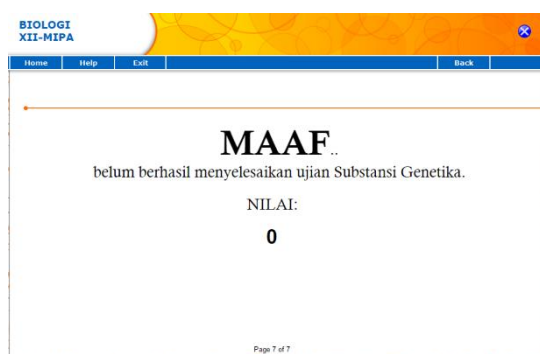 BIOLOGI
XII-MIPA
Home Help Exit Back
MAAF..
belum berhasil menyelesaikan ujian Substansi Genetika.
NILAI:
0
Page 7 of 7